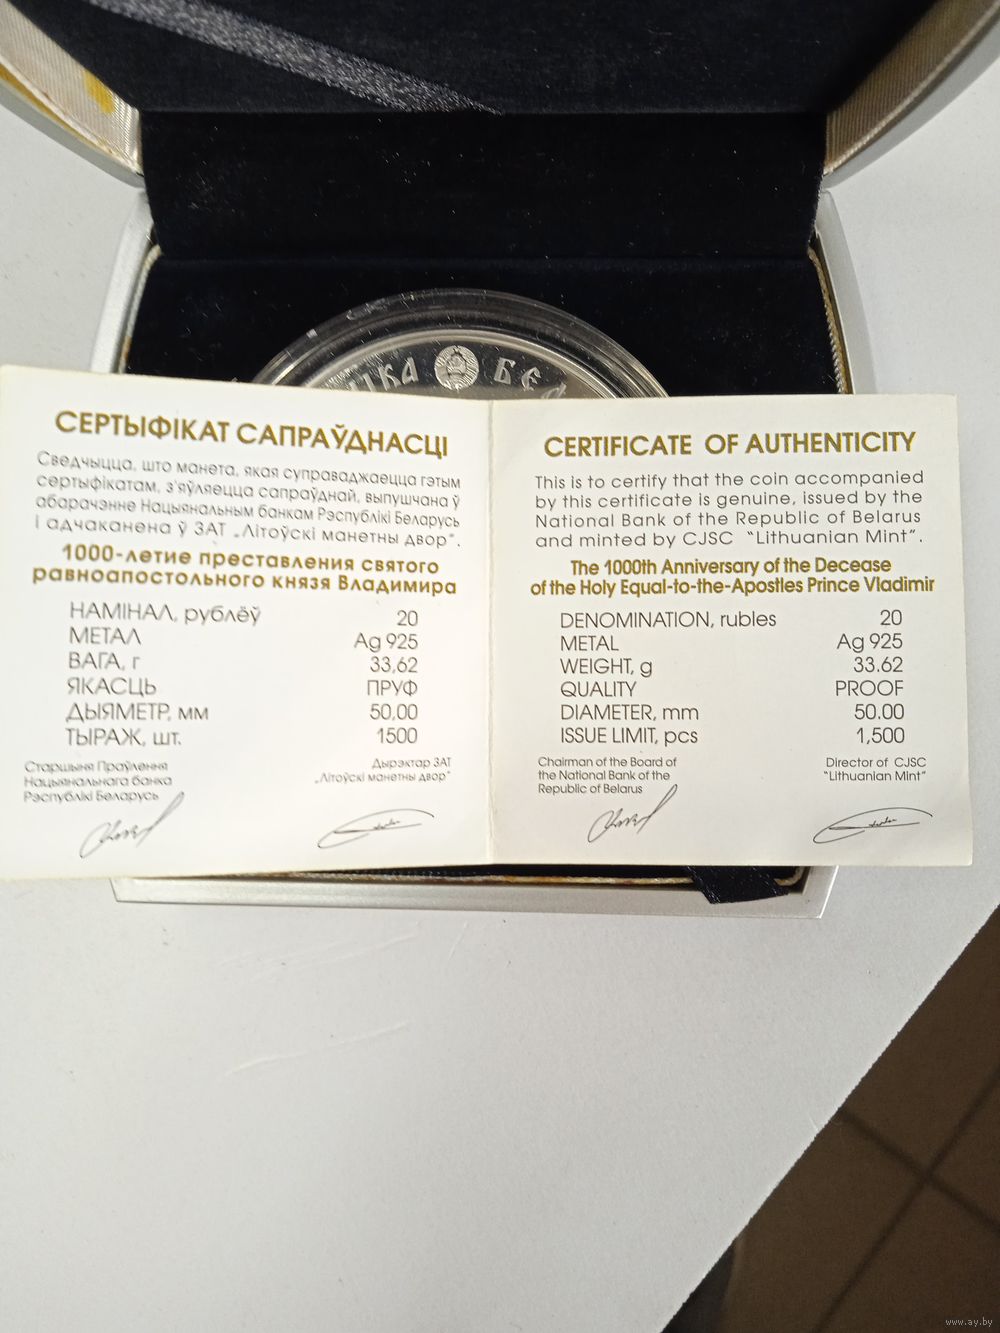 БЕЛ
СЕРТЫФІКАТ САПРАЎДНАСЦІ
Сведчыцца, што манета, якая суправаджаецца гэтым
сертыфікатам, з'яўляецца сапраўднай, выпушчана ў
абарачэнне Нацыянальным банкам Рэспублікі Беларусь
і адчаканена ў ЗАТ „Літоўскі манетны двор".
1000-летие преставления святого
равноапостольного князя Владимира
НАМІНАЛ, рублёў 20
МЕТАЛ Ag 925
ВАГА, г 33,62
ЯКАСЦЬ ПРУФ
ДЫЯМЕТР, мм 50,00
ТЫРАЖ, шт. 1500
Старшыня Праўлення
Нацыянальнага банка
Рэспублікі Беларусь
Дырэктар ЗАТ
„Літоўскі манетны двор"
CERTIFICATE OF AUTHENTICITY
This is to certify that the coin accompanied
by this certificate is genuine, issued by the
National Bank of the Republic of Belarus
and minted by CJSC “Lithuanian Mint”.
The 1000th Anniversary of the Decease
of the Holy Equal-to-the-Apostles Prince Vladimir
DENOMINATION, rubles 20
METAL Ag 925
WEIGHT, g 33.62
QUALITY PROOF
DIAMETER, mm 50.00
ISSUE LIMIT, pcs 1,500
Chairman of the Board of
the National Bank of the
Republic of Belarus
Director of CJSC
“Lithuanian Mint”
www.ay.by